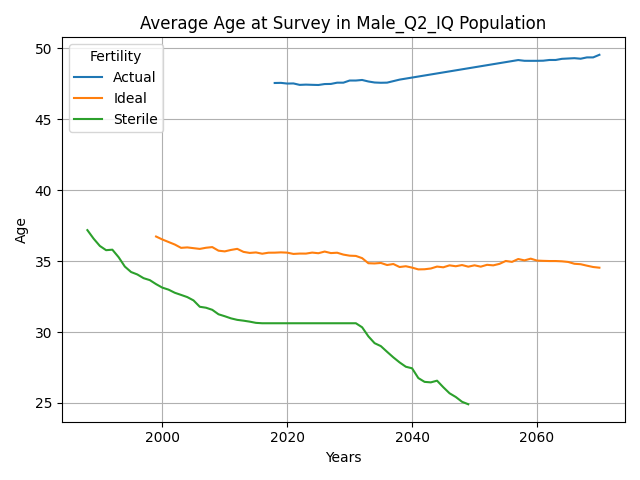 Average Age at Survey in Male_Q2_IQ Population
Fertility
Actual
Ideal
Sterile
50
45
40
35
30
25
Age
2000
2020
2040
2060
Years